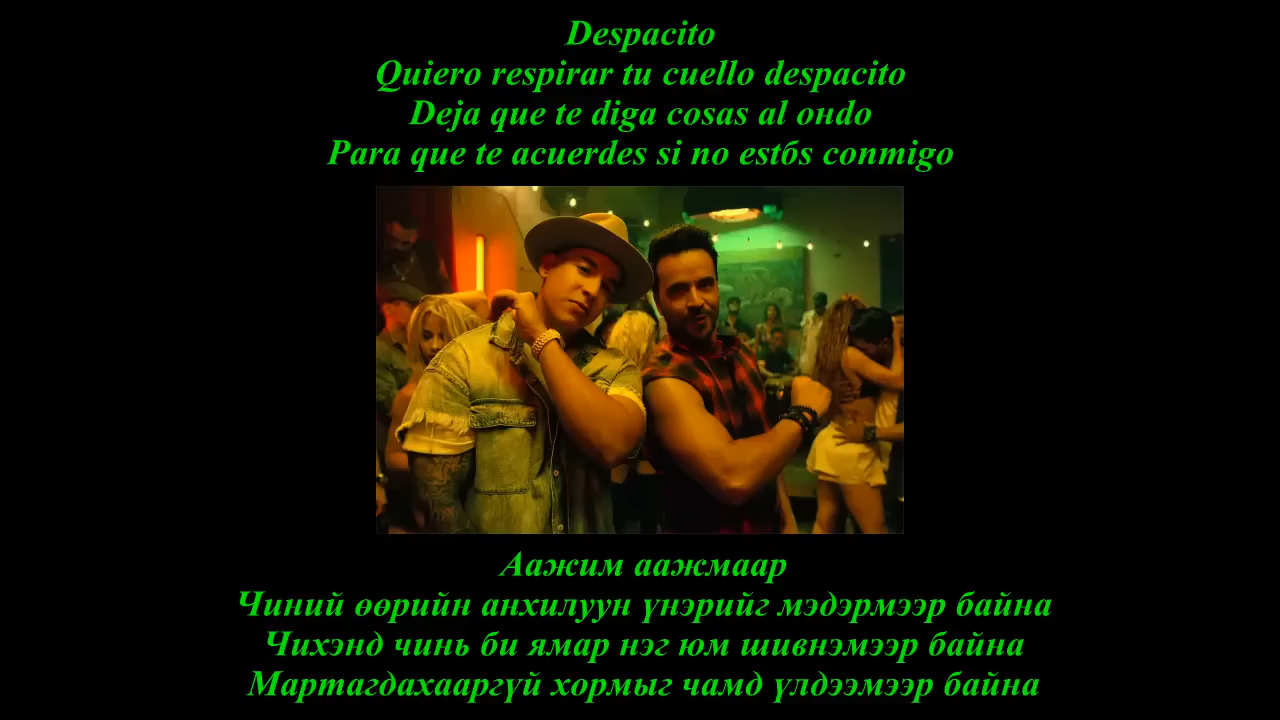 Despacito
Quiero respirar tu cuello despacito
Deja que te diga cosas al oнdo
Para que te acuerdes si no estбs conmigo
Аажим аажмаар
Чиний өөрийн анхилуун үнэрийг мэдэрмээр байна
Чихэнд чинь би ямар нэг юм шивнэмээр байна
Мартагдахааргүй хормыг чамд үлдээмээр байна